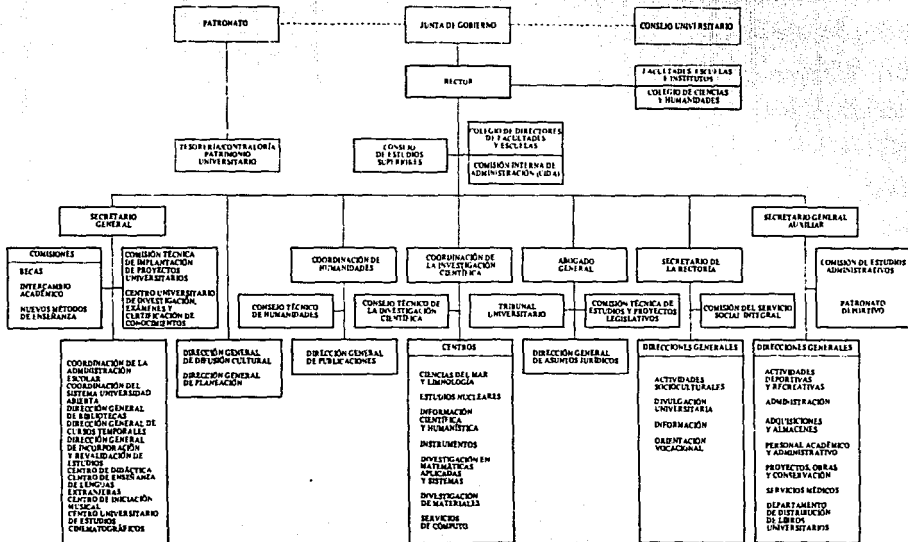 PATRONATO
JUNTA DE GOBIERNO
CONSEJO UNIVERSITARIO
RECTOR
FACULTADES, ESCUELAS
E INSTITUTOS
COLEGIO DE CIENCIAS
Y HUMANIDADES
TESORERIA/CONTRALORÍA
PATRIMONIO
UNIVERSITARIO
CONSEJO
DE ESTUDIOS
SUPERIORES
COLEGIO DE DIRECTORES
DE FACULTADES
Y ESCUELAS
COMISIÓN INTERNA DE
ADMINISTRACIÓN (CIDA)
SECRETARIO
GENERAL
SECRETARIO GENERAL
AUXILIAR
COMISIONES
BECAS
INTERCAMBIO
ACADÉMICO
NUEVOS MÉTODOS
DE ENSEÑANZA
COMISIÓN TÉCNICA
DE IMPLANTACIÓN
DE PROYECTOS
UNIVERSITARIOS
CENTRO UNIVERSITARIO
DE INVESTIGACIÓN,
EXÁMENES Y
CERTIFICACIÓN DE
CONOCIMIENTOS
COORDINACIÓN DE
HUMANIDADES
COORDINACIÓN DE
LA INVESTIGACIÓN
CIENTÍFICA
ABOGADO
GENERAL
SECRETARIO DE
LA RECTORÍA
COMISIÓN DE ESTUDIOS
ADMINISTRATIVOS
PATRONATO
DEPORTIVO
CONSEJO TÉCNICO
DE HUMANIDADES
CONSEJO TÉCNICO DE
LA INVESTIGACIÓN
CIENTÍFICA
TRIBUNAL
UNIVERSITARIO
COMISIÓN TÉCNICA DE
ESTUDIOS Y PROYECTOS
LEGISLATIVOS
COMISIÓN DEL SERVICIO
SOCIAL INTEGRAL
COORDINACIÓN DE LA
ADMINISTRACIÓN
ESCOLAR
COORDINACIÓN DEL
SISTEMA UNIVERSIDAD
ABIERTA
DIRECCIÓN GENERAL
DE BIBLIOTECAS
DIRECCIÓN GENERAL DE
CURSOS TEMPORALES
DIRECCIÓN GENERAL
DE INCORPORACIÓN
Y REVALIDACIÓN DE
ESTUDIOS
CENTRO DE DIDÁCTICA
CENTRO DE ENSEÑANZA
DE LENGUAS
EXTRANJERAS
CENTRO DE INICIACIÓN
MUSICAL
CENTRO UNIVERSITARIO
DE ESTUDIOS
CINEMATOGRÁFICOS
DIRECCIÓN GENERAL
DE DIFUSIÓN CULTURAL
DIRECCIÓN GENERAL
DE PLANEACIÓN
DIRECCIÓN GENERAL
DE PUBLICACIONES
CENTROS
CIENCIAS DEL MAR
Y LIMNOLOGÍA
ESTUDIOS NUCLEARES
INFORMACIÓN
CIENTÍFICA
Y HUMANÍSTICA
INSTRUMENTOS
INVESTIGACIÓN EN
MATEMÁTICAS
APLICADAS
Y SISTEMAS
INVESTIGACIÓN
DE MATERIALES
SERVICIOS
DE CÓMPUTO
DIRECCIÓN GENERAL
DE ASUNTOS JURÍDICOS
DIRECCIONES GENERALES
ACTIVIDADES
SOCIOCULTURALES
DIVULGACIÓN
UNIVERSITARIA
INFORMACIÓN
ORIENTACIÓN
VOCACIONAL
DIRECCIONES GENERALES
ACTIVIDADES
DEPORTIVAS
Y RECREATIVAS
ADMINISTRACIÓN
ADQUISICIONES
Y ALMACENES
PERSONAL ACADÉMICO
Y ADMINISTRATIVO
PROYECTOS, OBRAS
Y CONSERVACIÓN
SERVICIOS MÉDICOS
DEPARTAMENTO
DE DISTRIBUCIÓN
DE LIBROS
UNIVERSITARIOS